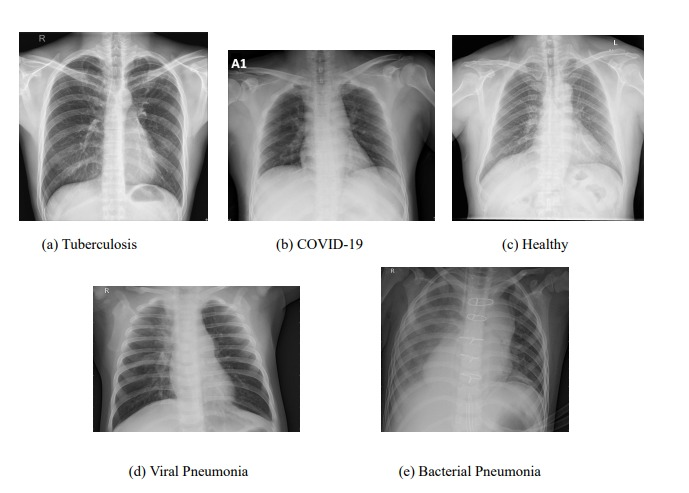 R
A1
L
(a) Tuberculosis
(b) COVID-19
(c) Healthy
R
R
(d) Viral Pneumonia
(e) Bacterial Pneumonia